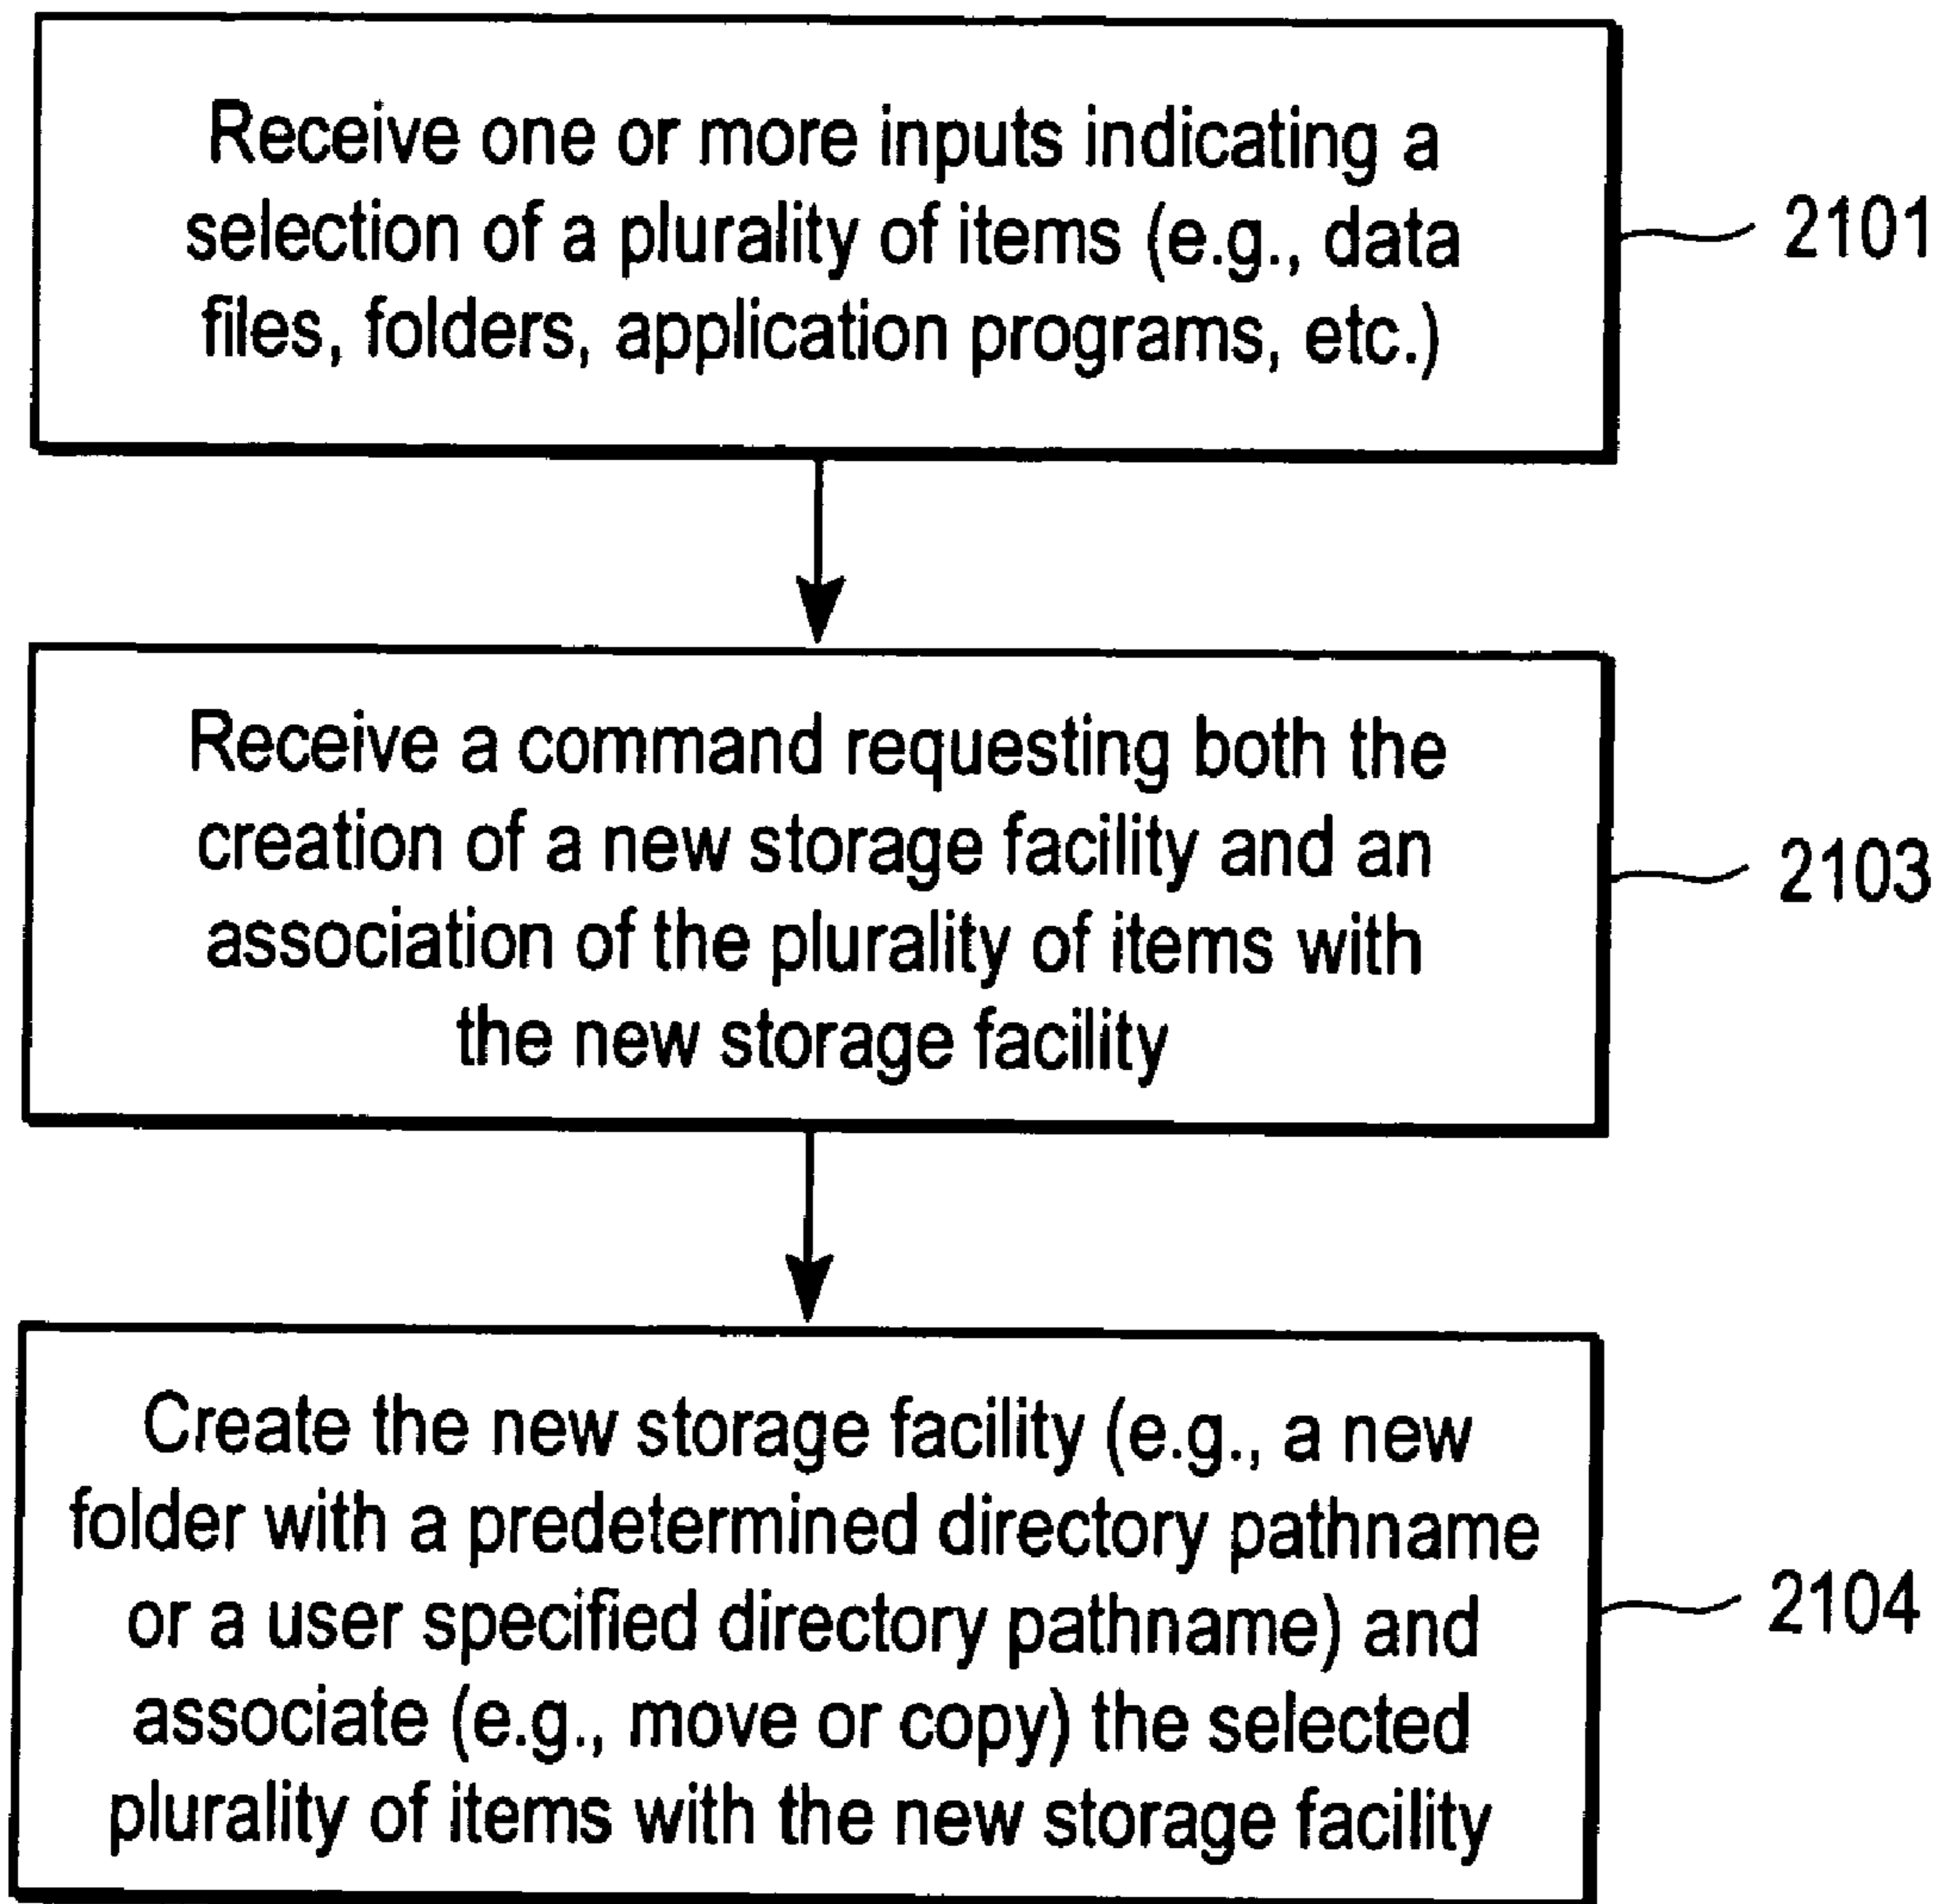 Receive one or more inputs indicating a
selection of a plurality of items (e.g., data
files, folders, application programs, etc.)
2101
Receive a command requesting both the
creation of a new storage facility and an
association of the plurality of items with
the new storage facility
2103
Create the new storage facility (e.g., a new
folder with a predetermined directory pathname
or a user specified directory pathname) and
associate (e.g., move or copy) the selected
plurality of items with the new storage facility
2104